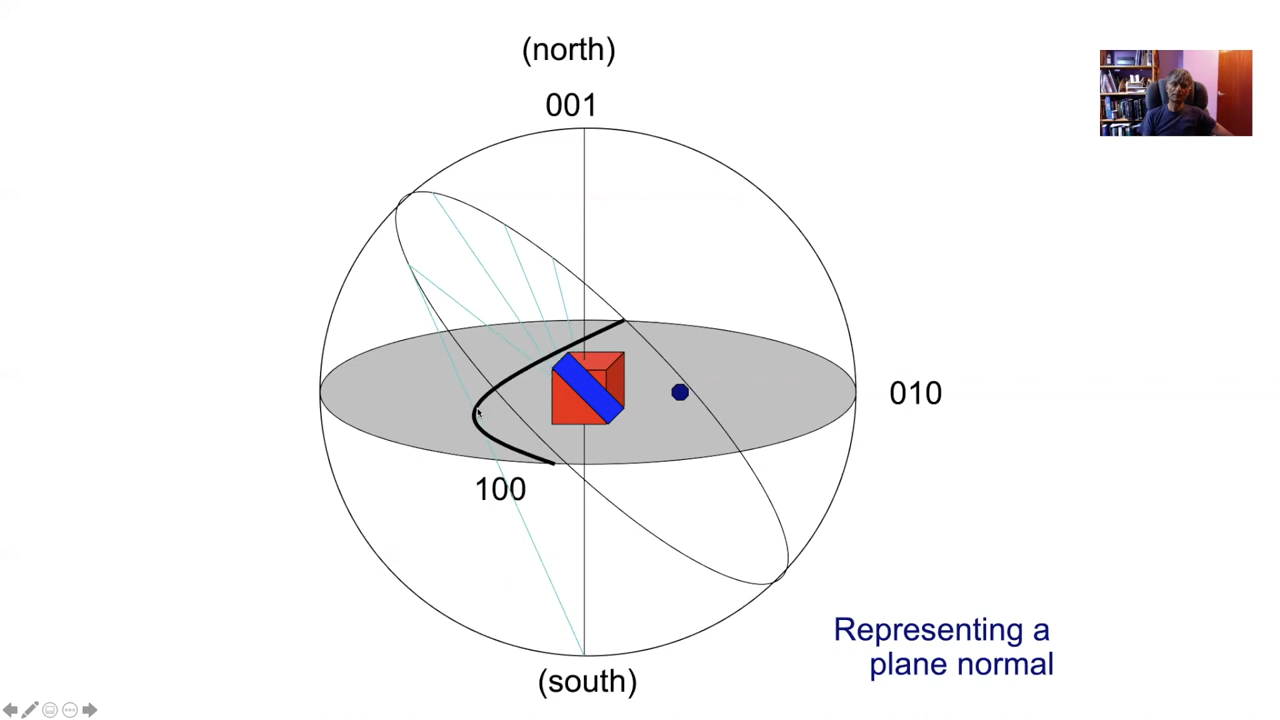 (north)
001
010
100
Representing a
plane normal
(south)